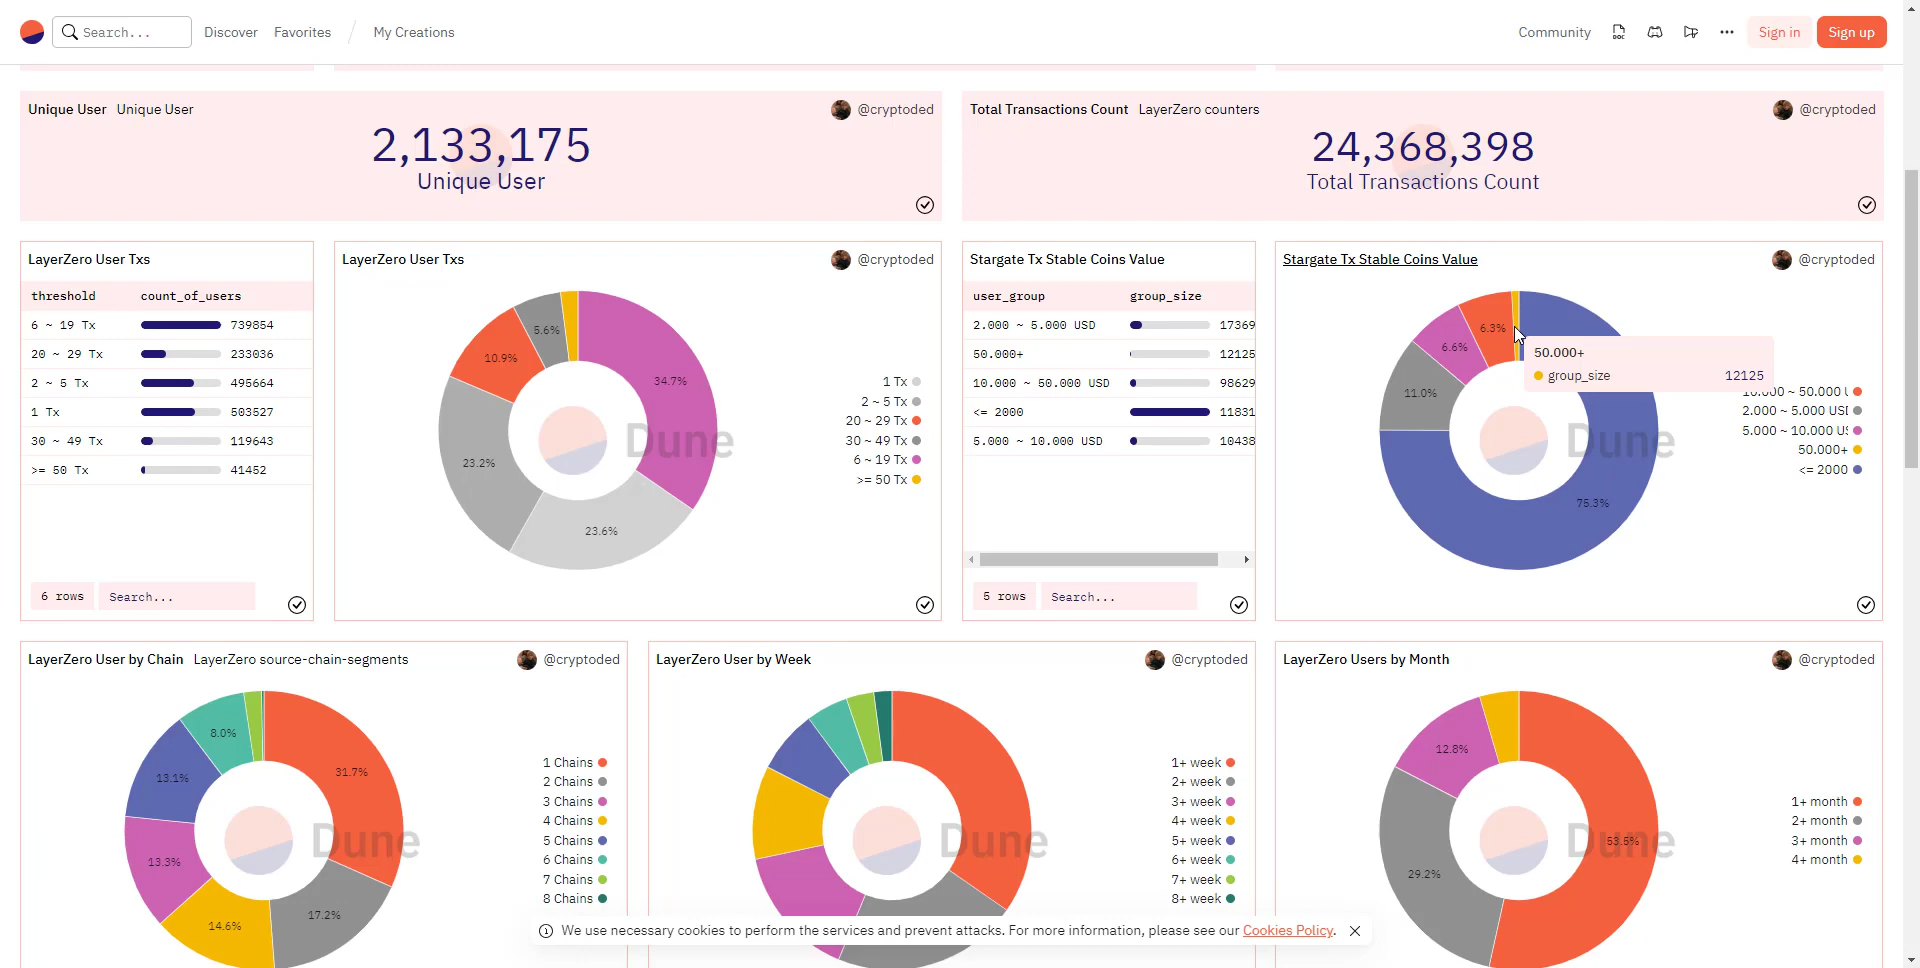 Search...
Discover
Favorites
My Creations
Community
DOC
Sign in
Sign up
Unique User Unique User
@cryptoded
2,133,175
Unique User
Total Transactions Count LayerZero counters
@cryptoded
24,368,398
Total Transactions Count
LayerZero User Txs
threshold count_of_users
6 ~ 19 Tx 739854
20 ~ 29 Tx 233036
2 ~ 5 Tx 495664
1 Tx 503527
30 ~ 49 Tx 119643
>= 50 Tx 41452
6 rows
Search...
LayerZero User Txs
@cryptoded
5.6%
10.9%
34.7%
23.2%
23.6%
Dune
1 Tx
2 ~ 5 Tx
20 ~ 29 Tx
30 ~ 49 Tx
6 ~ 19 Tx
>= 50 Tx
Stargate Tx Stable Coins Value
user_group group_size
2.000 ~ 5.000 USD 17369
50.000+ 12125
10.000 ~ 50.000 USD 98629
<= 2000 11831
5.000 ~ 10.000 USD 10438
5 rows
Search...
Stargate Tx Stable Coins Value
@cryptoded
6.3%
6.6%
11.0%
75.3%
Dune
50.000+
group_size 12125
10.000 ~ 50.000 U
2.000 ~ 5.000 USD
5.000 ~ 10.000 US
50.000+
<= 2000
LayerZero User by Chain LayerZero source-chain-segments
@cryptoded
8.0%
31.7%
13.1%
13.3%
14.6%
17.2%
Dune
1 Chains
2 Chains
3 Chains
4 Chains
5 Chains
6 Chains
7 Chains
8 Chains
LayerZero User by Week
@cryptoded
Dune
1+ week
2+ week
3+ week
4+ week
5+ week
6+ week
7+ week
8+ week
LayerZero Users by Month
@cryptoded
12.8%
53.5%
29.2%
Dune
1+ month
2+ month
3+ month
4+ month
We use necessary cookies to perform the services and prevent attacks. For more information, please see our Cookies Policy.